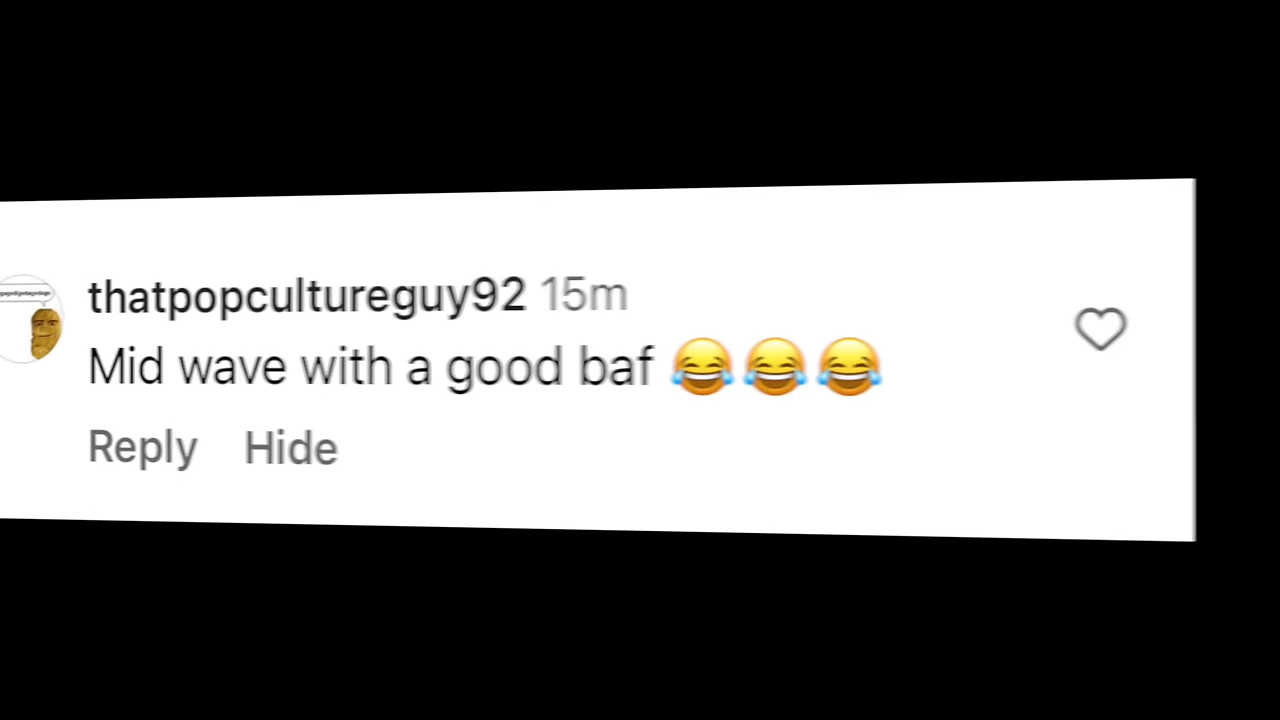 thatpopcultureguy92 15m
Mid wave with a good baf 😂😂😂
Reply Hide